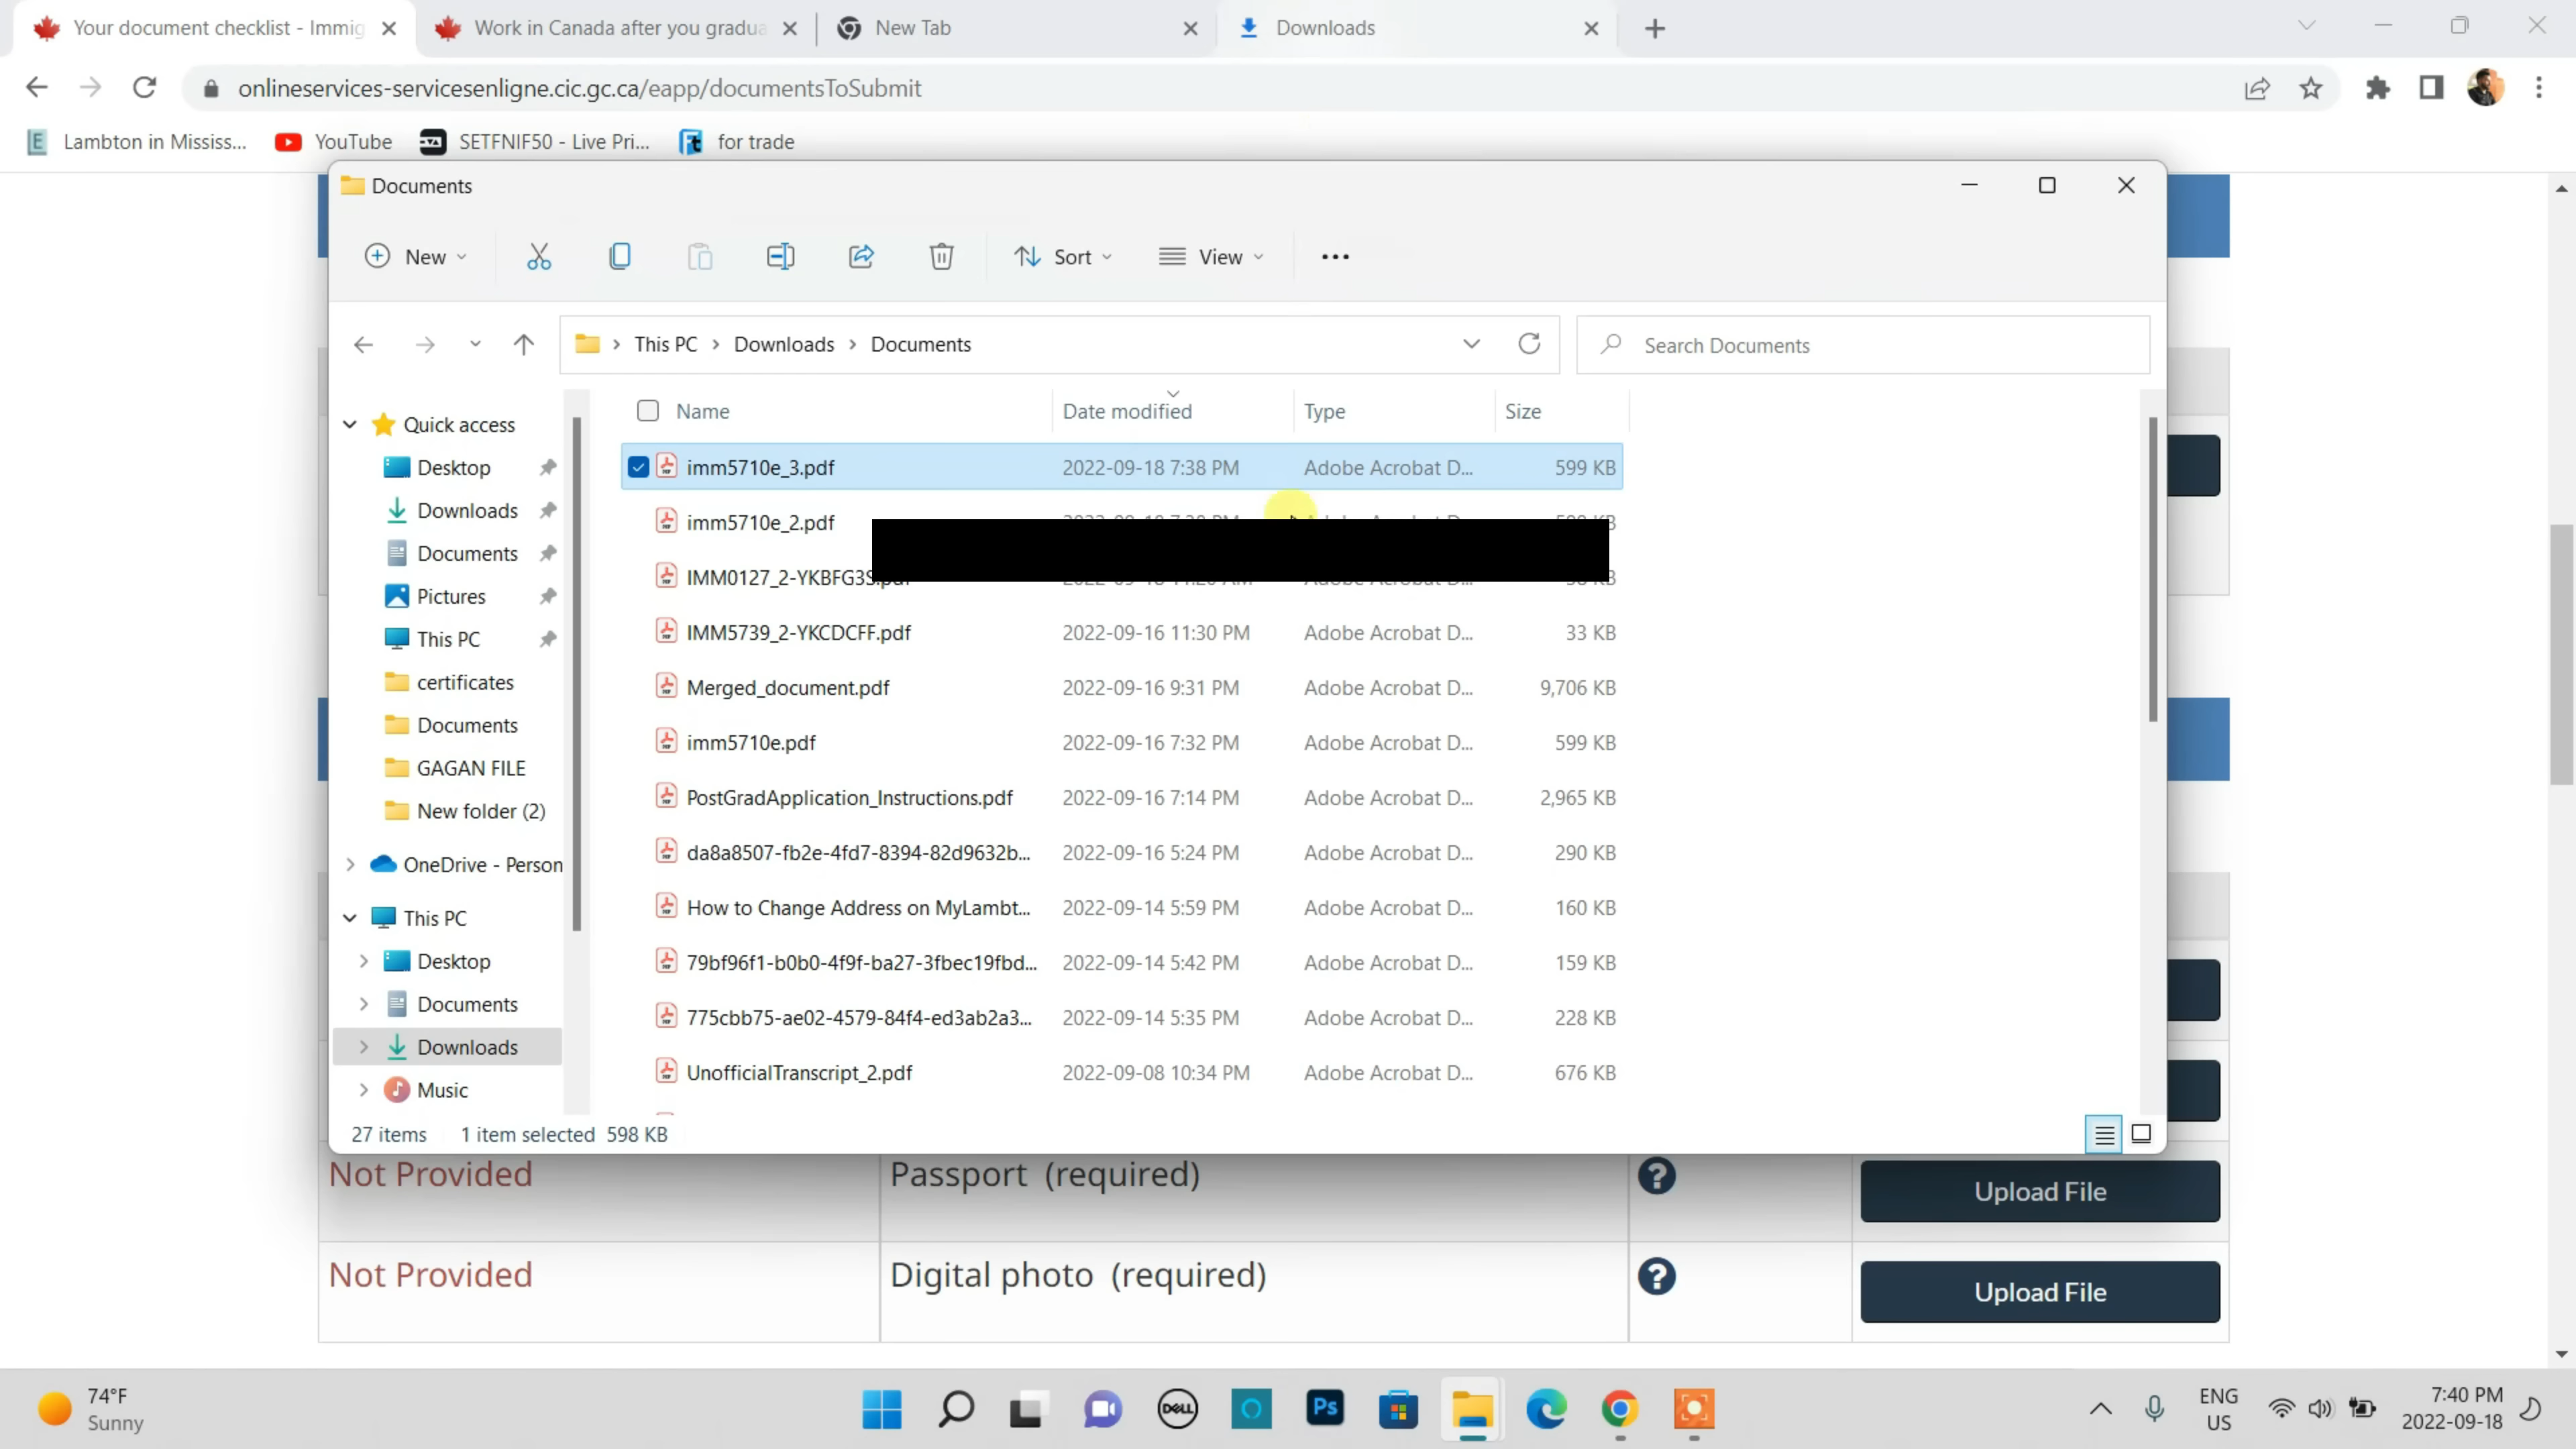 Your document checklist - Immig
Work in Canada after you gradua
New Tab
Downloads
onlineservices-servicesenligne.cic.gc.ca/eapp/documentsToSubmit
Lambton in Mississ...
YouTube
SETFNIF50 - Live Pri...
for trade
Documents
New
Sort
View
This PC > Downloads > Documents
Search Documents
Name
Date modified
Type
Size
Quick access
Desktop
Downloads
Documents
Pictures
This PC
certificates
Documents
GAGAN FILE
New folder (2)
OneDrive - Person
This PC
Desktop
Documents
Downloads
Music
imm5710e_3.pdf 2022-09-18 7:38 PM Adobe Acrobat D... 599 KB
imm5710e_2.pdf
IMM0127_2-YKBFG3S.pdf
IMM5739_2-YKCDCFF.pdf 2022-09-16 11:30 PM Adobe Acrobat D... 33 KB
Merged_document.pdf 2022-09-16 9:31 PM Adobe Acrobat D... 9,706 KB
imm5710e.pdf 2022-09-16 7:32 PM Adobe Acrobat D... 599 KB
PostGradApplication_Instructions.pdf 2022-09-16 7:14 PM Adobe Acrobat D... 2,965 KB
da8a8507-fb2e-4fd7-8394-82d9632b... 2022-09-16 5:24 PM Adobe Acrobat D... 290 KB
How to Change Address on MyLambt... 2022-09-14 5:59 PM Adobe Acrobat D... 160 KB
79bf96f1-b0b0-4f9f-ba27-3fbec19fbd... 2022-09-14 5:42 PM Adobe Acrobat D... 159 KB
775cbb75-ae02-4579-84f4-ed3ab2a3... 2022-09-14 5:35 PM Adobe Acrobat D... 228 KB
UnofficialTranscript_2.pdf 2022-09-08 10:34 PM Adobe Acrobat D... 676 KB
27 items 1 item selected 598 KB
Not Provided Passport (required) ? Upload File
Not Provided Digital photo (required) ? Upload File
74°F
Sunny
DELL
Ps
ENG
US
7:40 PM
2022-09-18